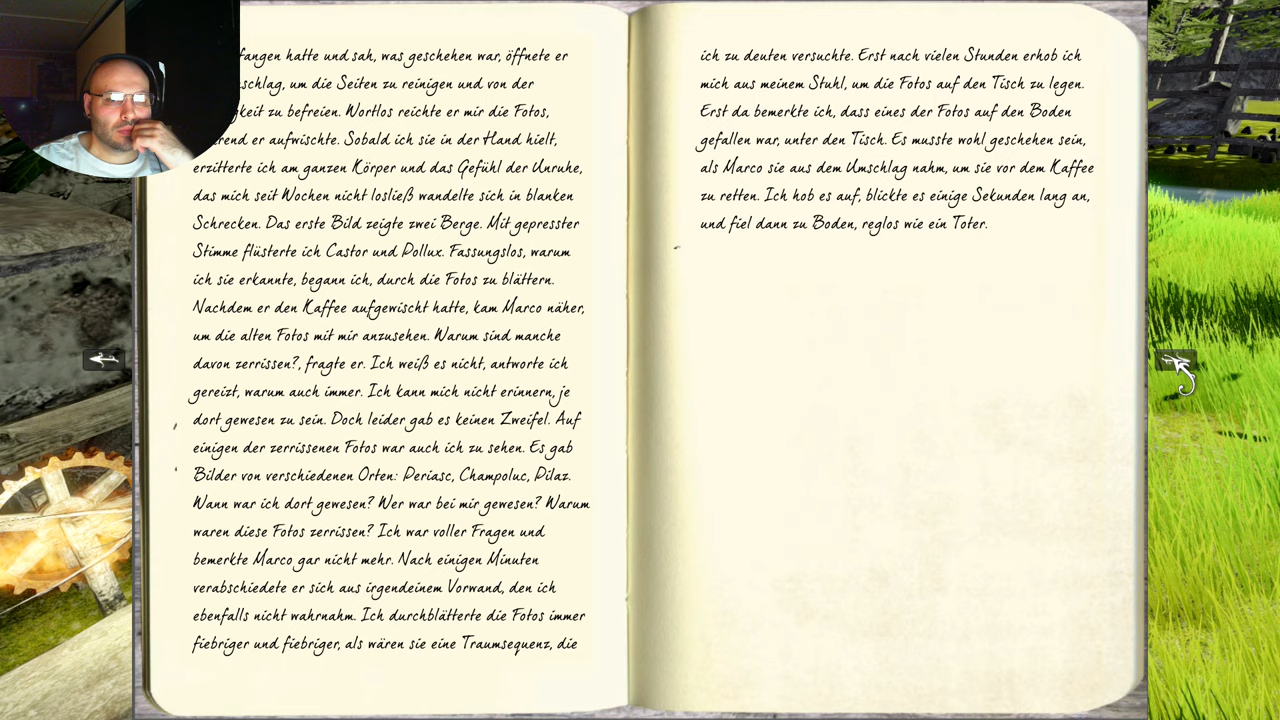 fangen hatte und sah, was geschehen war, öffnete er
schlag, um die Seiten zu reinigen und von der
keit zu befreien. Wortlos reichte er mir die Fotos,
rend er aufwischte. Sobald ich sie in der Hand hielt,
erzitterte ich am ganzen Körper und das Gefühl der Unruhe,
das mich seit Wochen nicht losließ wandelte sich in blanken
Schrecken. Das erste Bild zeigte zwei Berge. Mit gepresster
Stimme flüsterte ich Castor und Pollux. Fassungslos, warum
ich sie erkannte, begann ich, durch die Fotos zu blättern.
Nachdem er den Kaffee aufgewischt hatte, kam Marco näher,
um die alten Fotos mit mir anzusehen. Warum sind manche
davon zerrissen?, fragte er. Ich weiß es nicht, antworte ich
gereizt, warum auch immer. Ich kann mich nicht erinnern, je
dort gewesen zu sein. Doch leider gab es keinen Zweifel. Auf
einigen der zerrissenen Fotos war auch ich zu sehen. Es gab
Bilder von verschiedenen Orten: Periasc, Champoluc, Pilaz.
Wann war ich dort gewesen? Wer war bei mir gewesen? Warum
waren diese Fotos zerrissen? Ich war voller Fragen und
bemerkte Marco gar nicht mehr. Nach einigen Minuten
verabschiedete er sich aus irgendeinem Vorwand, den ich
ebenfalls nicht wahrnahm. Ich durchblätterte die Fotos immer
fiebriger und fiebriger, als wären sie eine Traumsequenz, die
ich zu deuten versuchte. Erst nach vielen Stunden erhob ich
mich aus meinem Stuhl, um die Fotos auf den Tisch zu legen.
Erst da bemerkte ich, dass eines der Fotos auf den Boden
gefallen war, unter den Tisch. Es musste wohl geschehen sein,
als Marco sie aus dem Umschlag nahm, um sie vor dem Kaffee
zu retten. Ich hob es auf, blickte es einige Sekunden lang an,
und fiel dann zu Boden, reglos wie ein Toter.